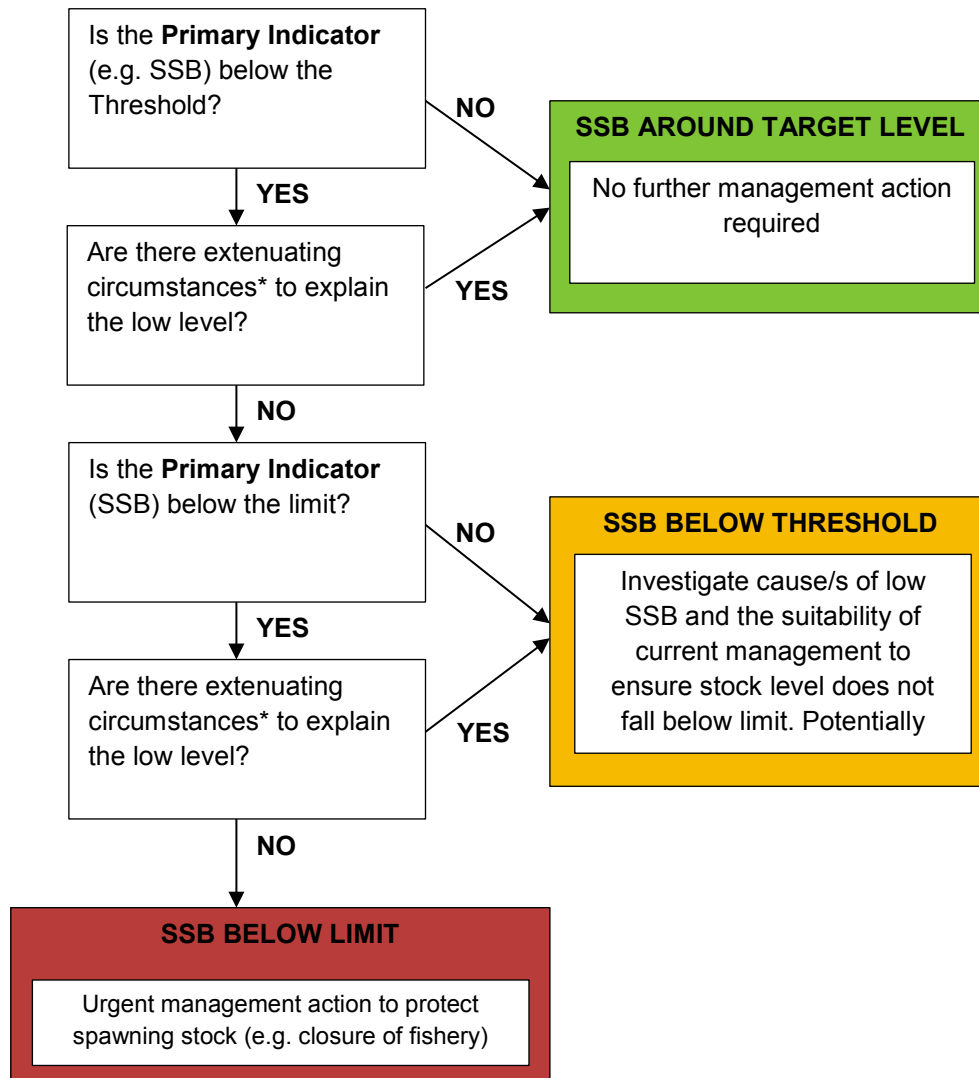 Is the Primary Indicator
(e.g. SSB) below the
Threshold?
NO
SSB AROUND TARGET LEVEL
No further management action
required
YES
Are there extenuating
circumstances* to explain
the low level?
YES
NO
Is the Primary Indicator
(SSB) below the limit?
NO
SSB BELOW THRESHOLD
Investigate cause/s of low
SSB and the suitability of
current management to
ensure stock level does not
fall below limit. Potentially
YES
Are there extenuating
circumstances* to explain
the low level?
YES
NO
SSB BELOW LIMIT
Urgent management action to protect
spawning stock (e.g. closure of fishery)